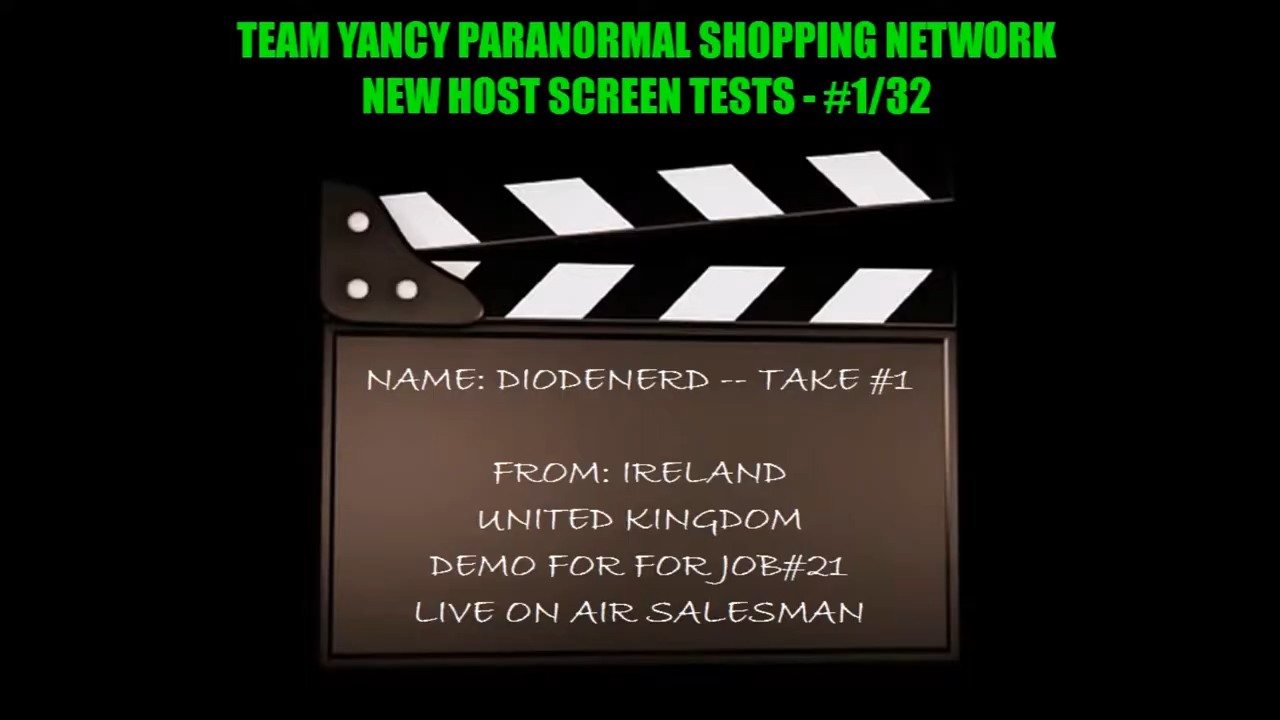 TEAM YANCY PARANORMAL SHOPPING NETWORK
NEW HOST SCREEN TESTS - #1/32
NAME: DIODENERD -- TAKE #1
FROM: IRELAND
UNITED KINGDOM
DEMO FOR FOR JOB#21
LIVE ON AIR SALESMAN